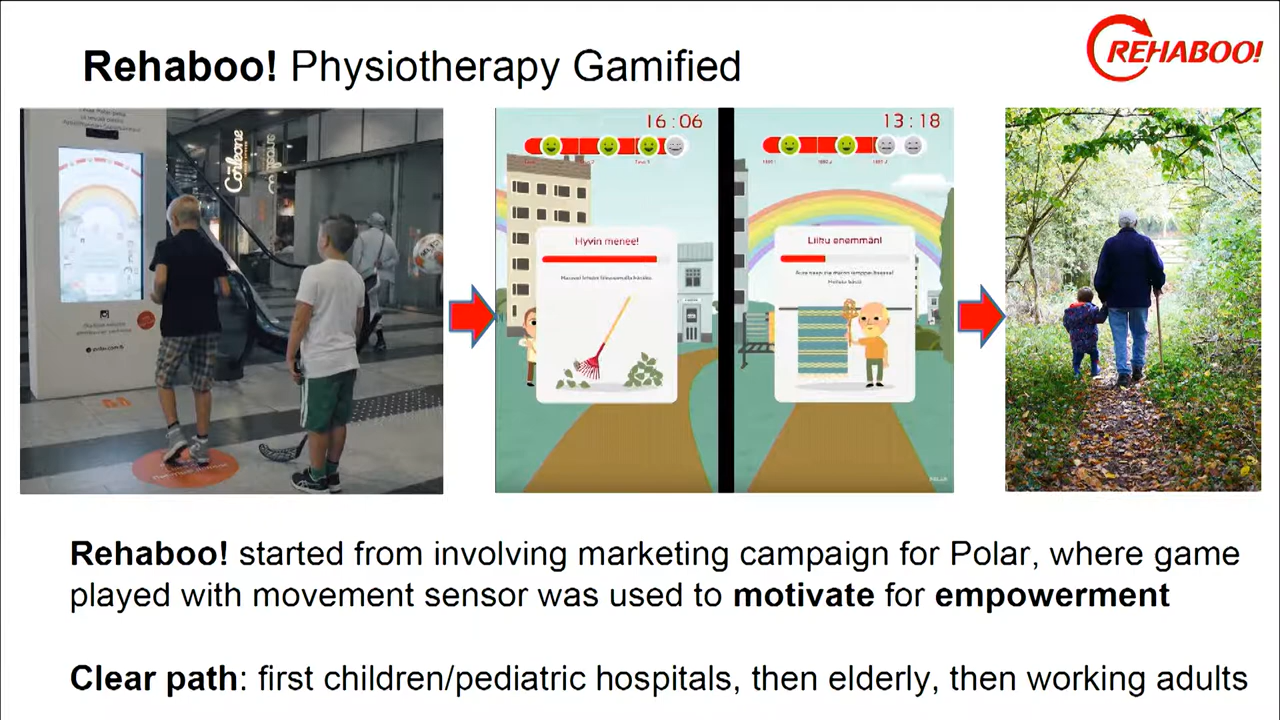 Rehaboo! Physiotherapy Gamified
REHABOO!
Corleone
16:06
13:18
Hyvin menee!
Liiku enemmän!
POLAR
Rehaboo! started from involving marketing campaign for Polar, where game
played with movement sensor was used to motivate for empowerment
Clear path: first children/pediatric hospitals, then elderly, then working adults